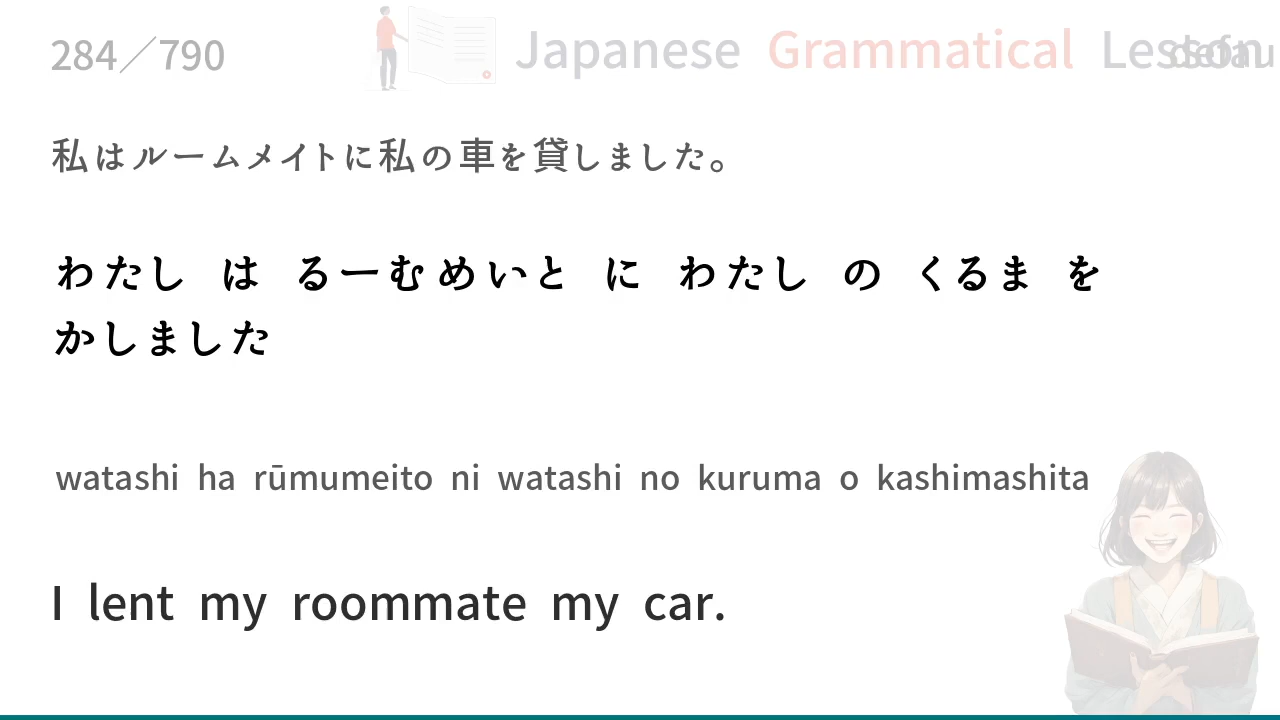 284／790
Japanese Grammatical Lesson
私はルームメイトに私の車を貸しました。
わたし は るーむめいと に わたし の くるま を
かしました
watashi ha rūmumeito ni watashi no kuruma o kashimashita
I lent my roommate my car.